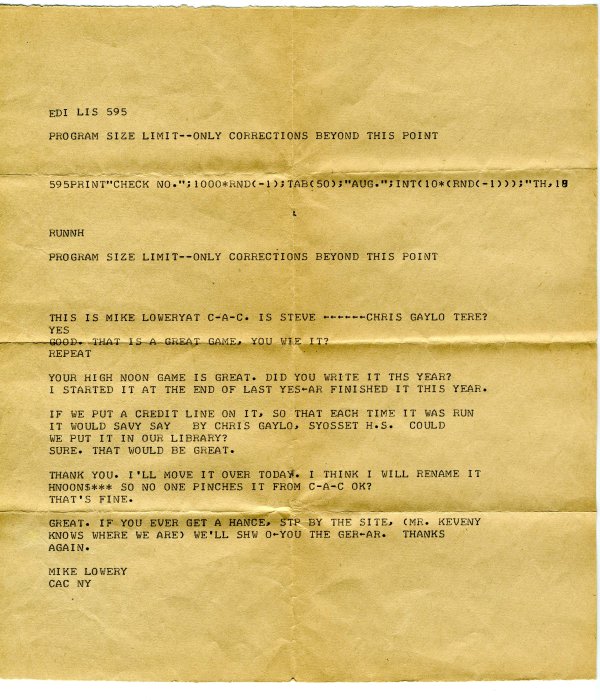 EDI LIS 595
PROGRAM SIZE LIMIT--ONLY CORRECTIONS BEYOND THIS POINT
595PRINT"CHECK NO.";1000*RND(-1);TAB(50);"AUG.";INT(10*(RND(-1)));"TH,18
RUNNH
PROGRAM SIZE LIMIT--ONLY CORRECTIONS BEYOND THIS POINT
THIS IS MIKE LOWERYAT C-A-C. IS STEVE ←←←←←←CHRIS GAYLO TERE?
YES
GOOD. THAT IS A GREAT GAME, YOU WIE IT?
REPEAT
YOUR HIGH NOON GAME IS GREAT. DID YOU WRITE IT THS YEAR?
I STARTED IT AT THE END OF LAST YES←AR FINISHED IT THIS YEAR.
IF WE PUT A CREDIT LINE ON IT, SO THAT EACH TIME IT WAS RUN
IT WOULD SAVY SAY   BY CHRIS GAYLO, SYOSSET H.S.  COULD
WE PUT IT IN OUR LIBRARY?
SURE. THAT WOULD BE GREAT.
THANK YOU. I'LL MOVE IT OVER TODAY. I THINK I WILL RENAME IT
HNOON$*** SO NO ONE PINCHES IT FROM C-A-C OK?
THAT'S FINE.
GREAT. IF YOU EVER GET A HANCE, STP BY THE SITE, (MR. KEVENY
KNOWS WHERE WE ARE) WE'LL SHW O←YOU THE GER←AR.  THANKS
AGAIN.
MIKE LOWERY
CAC NY